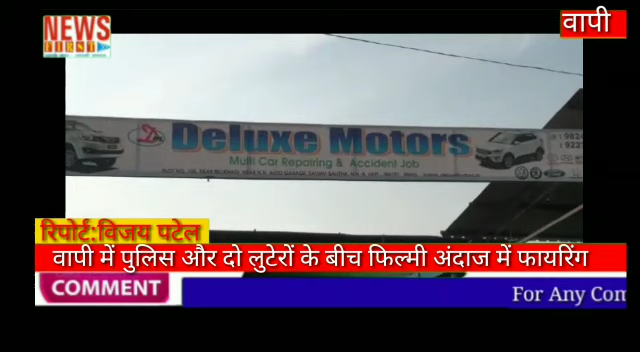 NEWS
FIRST
वापी
Deluxe Motors
Multi Car Repairing & Accident Job
रिपोर्ट:विजय पटेल
वापी में पुलिस और दो लुटेरों के बीच फिल्मी अंदाज में फायरिंग
COMMENT
For Any Com